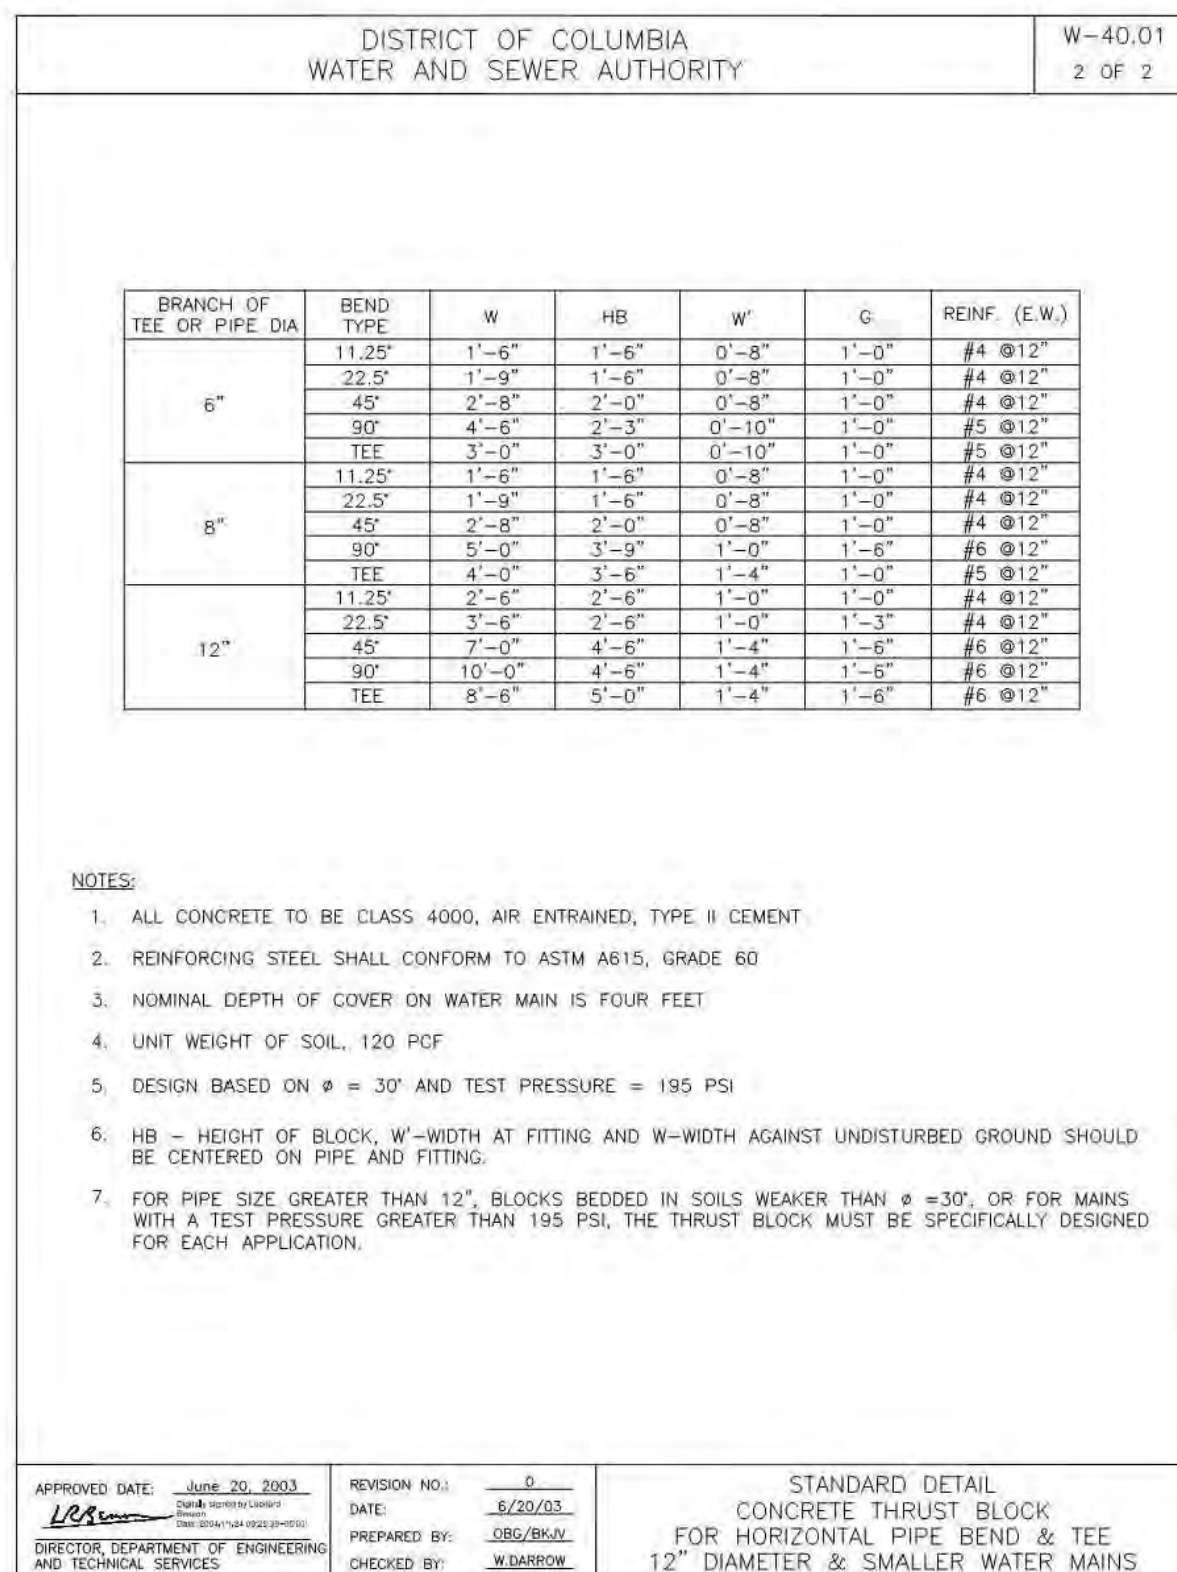 DISTRICT OF COLUMBIA
WATER AND SEWER AUTHORITY
W-40.01
2 OF 2
BRANCH OF TEE OR PIPE DIA BEND TYPE W HB W' G REINF. (E.W.)
6"
11.25° 1'-6" 1'-6" 0'-8" 1'-0" #4 @12"
22.5° 1'-9" 1'-6" 0'-8" 1'-0" #4 @12"
45° 2'-8" 2'-0" 0'-8" 1'-0" #4 @12"
90° 4'-6" 2'-3" 0'-10" 1'-0" #5 @12"
TEE 3'-0" 3'-0" 0'-10" 1'-0" #5 @12"
8"
11.25° 1'-6" 1'-6" 0'-8" 1'-0" #4 @12"
22.5° 1'-9" 1'-6" 0'-8" 1'-0" #4 @12"
45° 2'-8" 2'-0" 0'-8" 1'-0" #4 @12"
90° 5'-0" 3'-9" 1'-0" 1'-6" #6 @12"
TEE 4'-0" 3'-6" 1'-4" 1'-0" #5 @12"
12"
11.25° 2'-6" 2'-6" 1'-0" 1'-0" #4 @12"
22.5° 3'-6" 2'-6" 1'-0" 1'-3" #4 @12"
45° 7'-0" 4'-6" 1'-4" 1'-6" #6 @12"
90° 10'-0" 4'-6" 1'-4" 1'-6" #6 @12"
TEE 8'-6" 5'-0" 1'-4" 1'-6" #6 @12"
NOTES:
1. ALL CONCRETE TO BE CLASS 4000, AIR ENTRAINED, TYPE II CEMENT
2. REINFORCING STEEL SHALL CONFORM TO ASTM A615, GRADE 60
3. NOMINAL DEPTH OF COVER ON WATER MAIN IS FOUR FEET
4. UNIT WEIGHT OF SOIL, 120 PCF
5. DESIGN BASED ON ø = 30° AND TEST PRESSURE = 195 PSI
6. HB - HEIGHT OF BLOCK, W'-WIDTH AT FITTING AND W-WIDTH AGAINST UNDISTURBED GROUND SHOULD
BE CENTERED ON PIPE AND FITTING.
7. FOR PIPE SIZE GREATER THAN 12", BLOCKS BEDDED IN SOILS WEAKER THAN ø =30°, OR FOR MAINS
WITH A TEST PRESSURE GREATER THAN 195 PSI, THE THRUST BLOCK MUST BE SPECIFICALLY DESIGNED
FOR EACH APPLICATION.
APPROVED DATE: June 20, 2003
Digitally signed by
DIRECTOR, DEPARTMENT OF ENGINEERING
AND TECHNICAL SERVICES
REVISION NO.: 0
DATE: 6/20/03
PREPARED BY: OBG/BKJV
CHECKED BY: W.DARROW
STANDARD DETAIL
CONCRETE THRUST BLOCK
FOR HORIZONTAL PIPE BEND & TEE
12" DIAMETER & SMALLER WATER MAINS